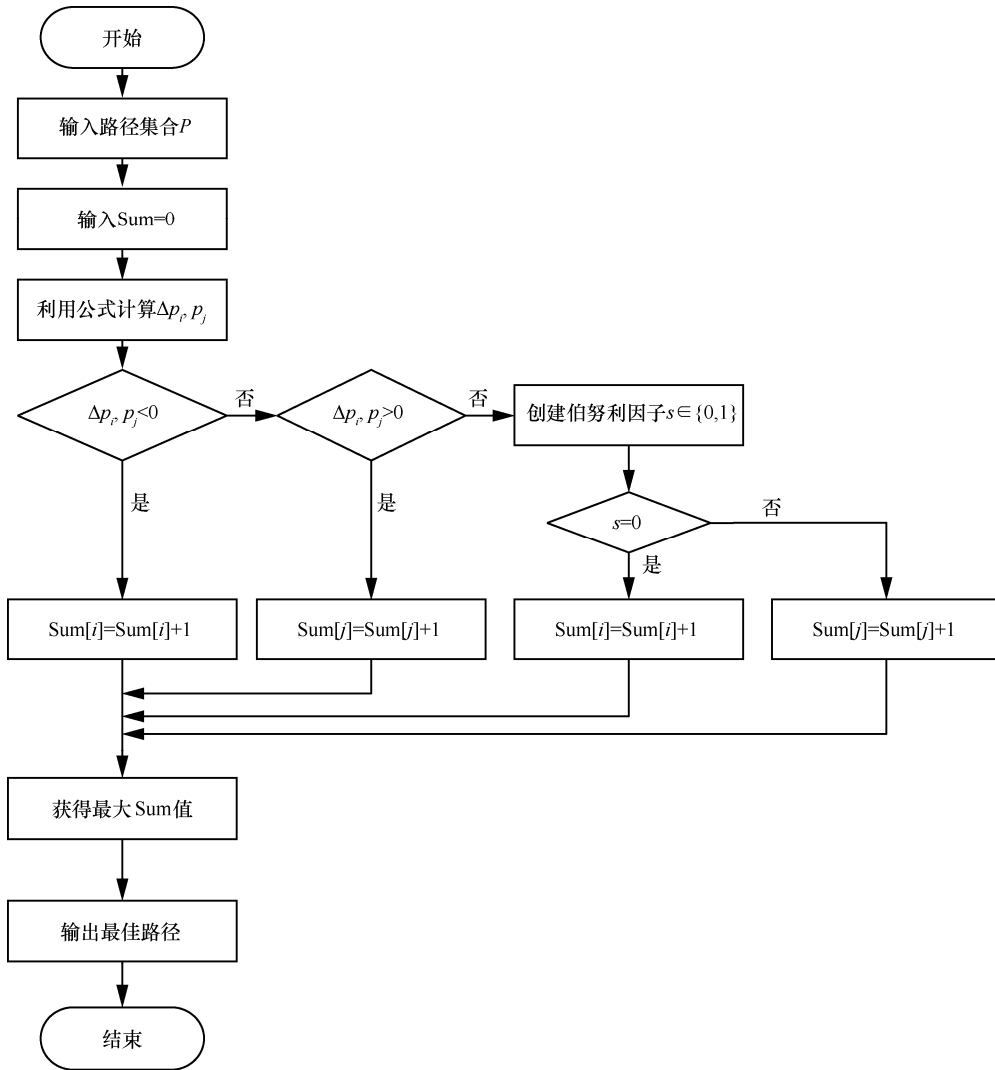 开始
输入路径集合P
输入Sum=0
利用公式计算Δpᵢ, pⱼ
Δpᵢ, pⱼ<0
否
Δpᵢ, pⱼ>0
否
创建伯努利因子s∈{0,1}
是
是
s=0
否
是
Sum[i]=Sum[i]+1
Sum[j]=Sum[j]+1
Sum[i]=Sum[i]+1
Sum[j]=Sum[j]+1
获得最大Sum值
输出最佳路径
结束